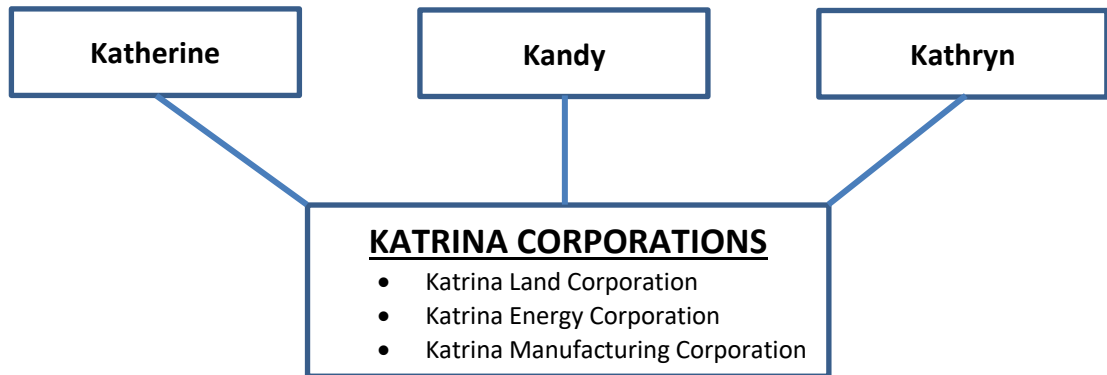 Katherine
Kandy
Kathryn
KATRINA CORPORATIONS
• Katrina Land Corporation
• Katrina Energy Corporation
• Katrina Manufacturing Corporation